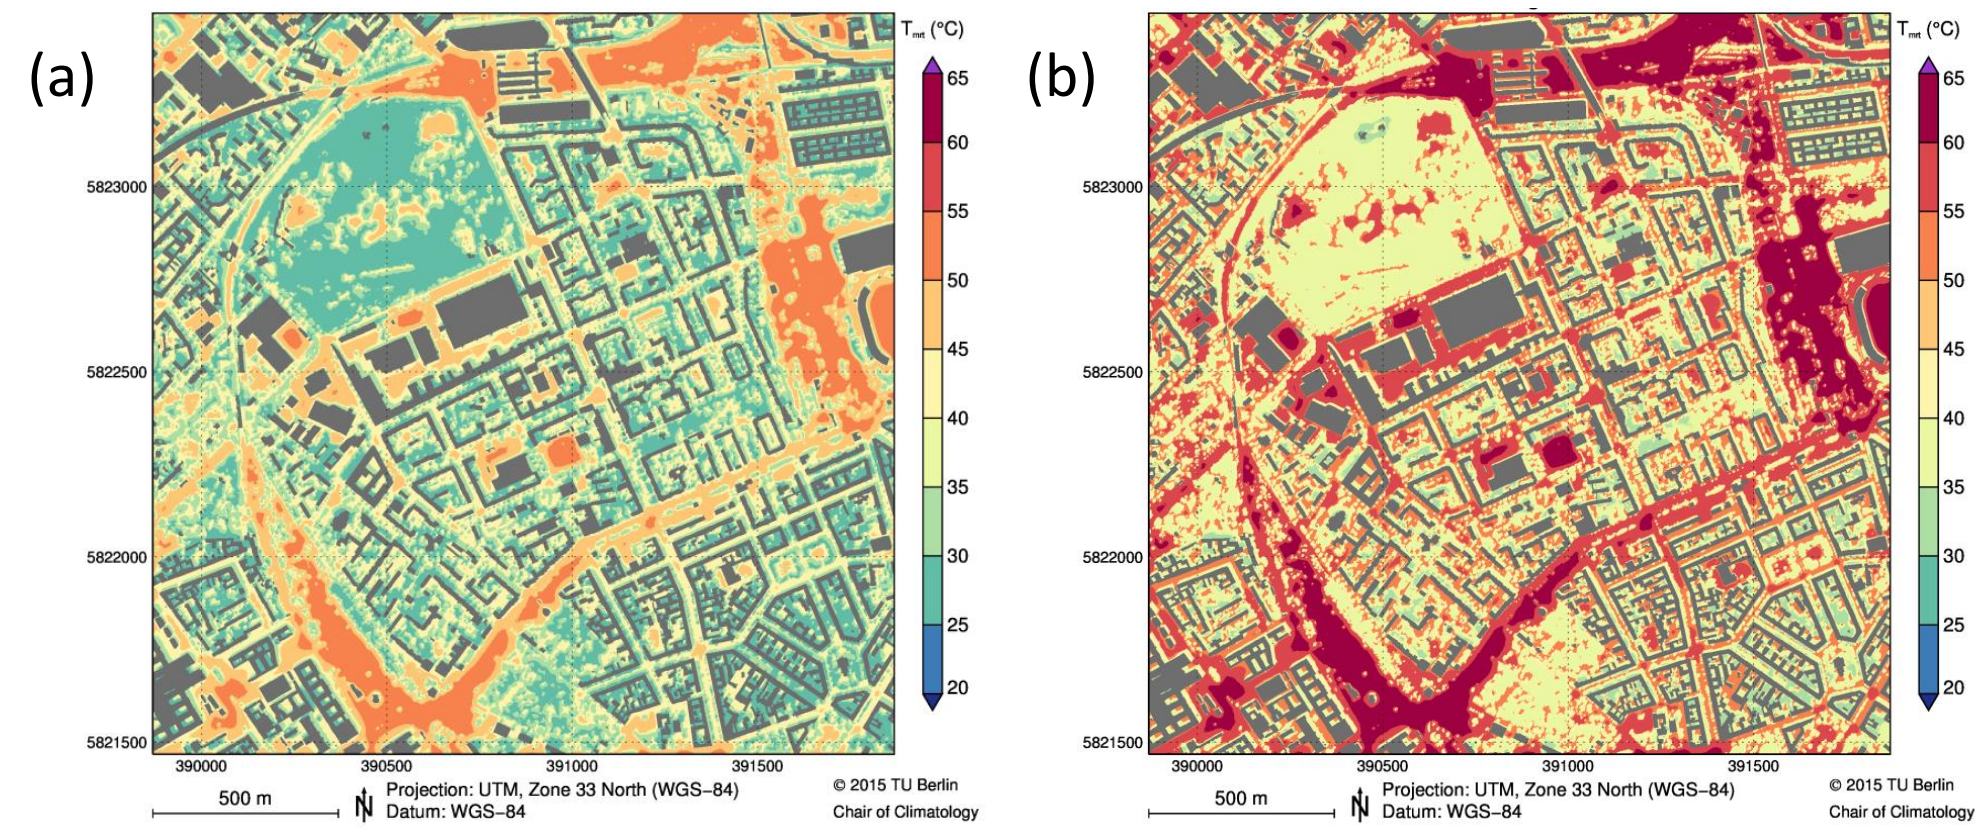 (a)
Tmrt (°C)
65
60
55
50
45
40
35
30
25
20
5823000
5822500
5822000
5821500
390000
390500
391000
391500
500 m
N
Projection: UTM, Zone 33 North (WGS−84)
Datum: WGS−84
© 2015 TU Berlin
Chair of Climatology
(b)
Tmrt (°C)
65
60
55
50
45
40
35
30
25
20
5823000
5822500
5822000
5821500
390000
390500
391000
391500
500 m
N
Projection: UTM, Zone 33 North (WGS−84)
Datum: WGS−84
© 2015 TU Berlin
Chair of Climatology